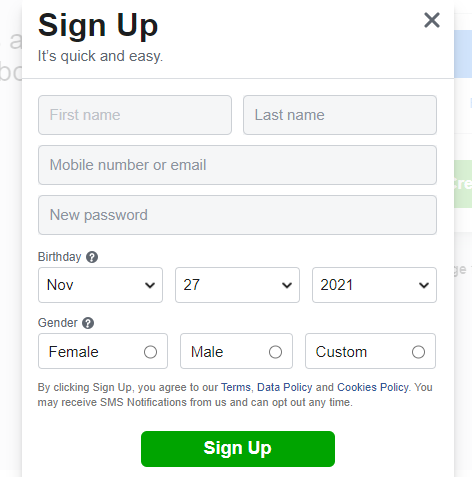 Sign Up
It's quick and easy.
First name Last name
Mobile number or email
New password
Birthday ?
Nov 27 2021
Gender ?
Female Male Custom
By clicking Sign Up, you agree to our Terms, Data Policy and Cookies Policy. You
may receive SMS Notifications from us and can opt out any time.
Sign Up